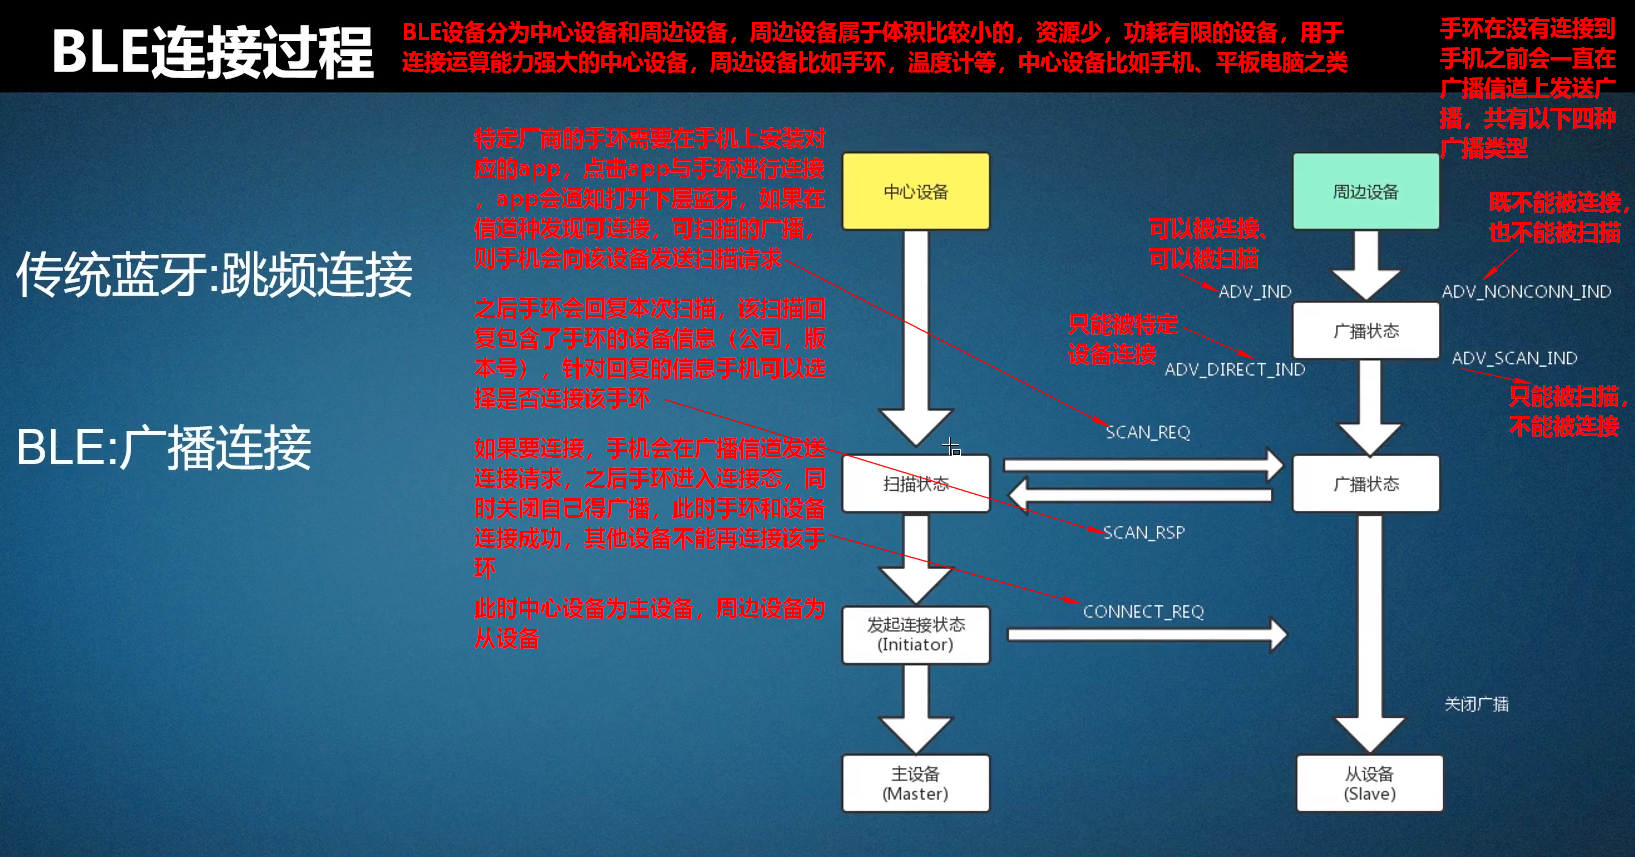 BLE连接过程
BLE设备分为中心设备和周边设备，周边设备属于体积比较小的，资源少，功耗有限的设备，用于
连接运算能力强大的中心设备，周边设备比如手环，温度计等，中心设备比如手机、平板电脑之类
手环在没有连接到
手机之前会一直在
广播信道上发送广
播，共有以下四种
广播类型
传统蓝牙:跳频连接
BLE:广播连接
特定厂商的手环需要在手机上安装对
应的app，点击app与手环进行连接
，app会通知打开下层蓝牙，如果在
信道种发现可连接，可扫描的广播，
则手机会向该设备发送扫描请求
之后手环会回复本次扫描，该扫描回
复包含了手环的设备信息（公司，版
本号），针对回复的信息手机可以选
择是否连接该手环
如果要连接，手机会在广播信道发送
连接请求，之后手环进入连接态，同
时关闭自己得广播，此时手环和设备
连接成功，其他设备不能再连接该手
环
此时中心设备为主设备，周边设备为
从设备
中心设备
周边设备
可以被连接、
可以被扫描
既不能被连接，
也不能被扫描
ADV_IND
ADV_NONCONN_IND
只能被特定
设备连接
广播状态
ADV_DIRECT_IND
ADV_SCAN_IND
只能被扫描，
不能被连接
SCAN_REQ
扫描状态
广播状态
SCAN_RSP
CONNECT_REQ
发起连接状态
(Initiator)
关闭广播
主设备
(Master)
从设备
(Slave)